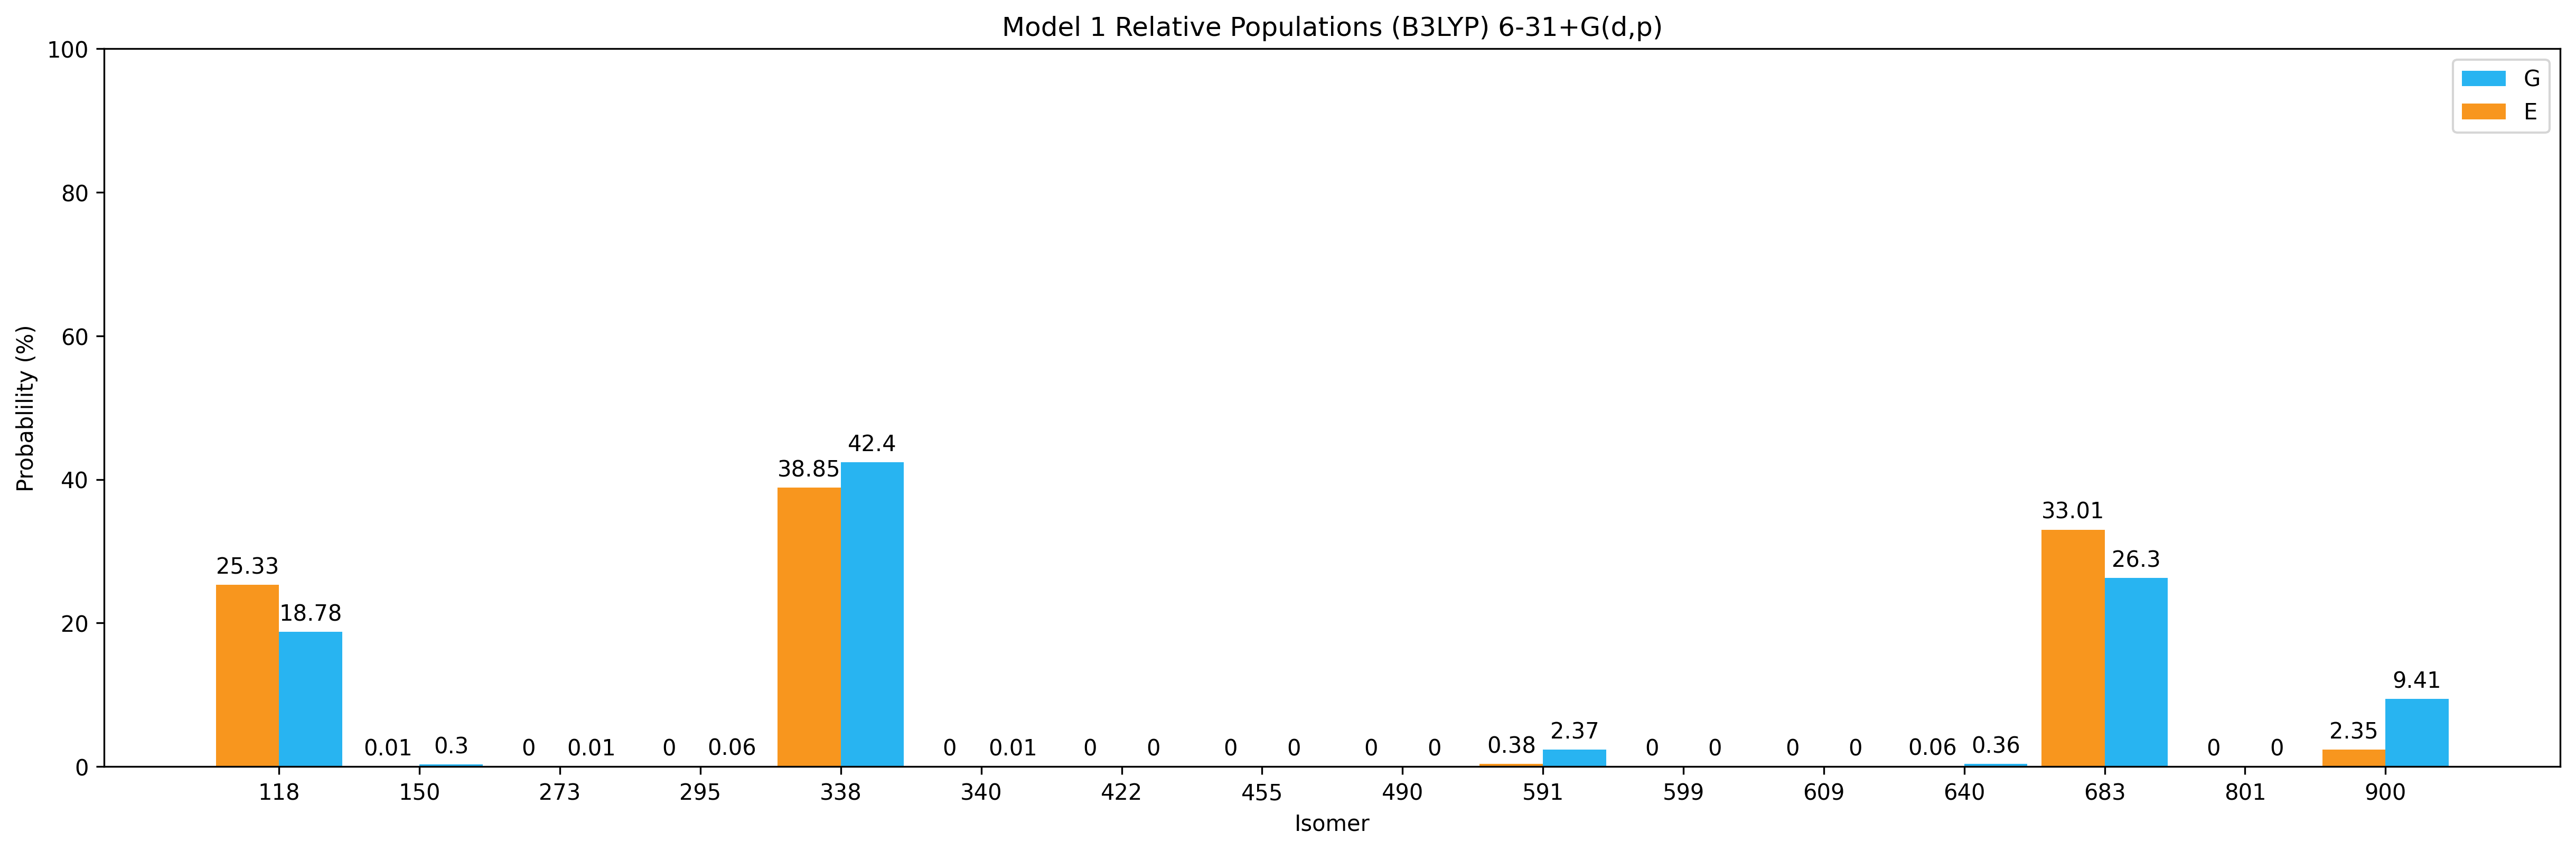 Model 1 Relative Populations (B3LYP) 6-31+G(d,p)
G
E
Probablility (%)
100
80
60
40
20
0
25.33 18.78 0.01 0.3 0 0.01 0 0.06 38.85 42.4 0 0.01 0 0 0 0 0 0 0.38 2.37 0 0 0 0 0.06 0.36 33.01 26.3 0 0 2.35 9.41
118 150 273 295 338 340 422 455 490 591 599 609 640 683 801 900
Isomer